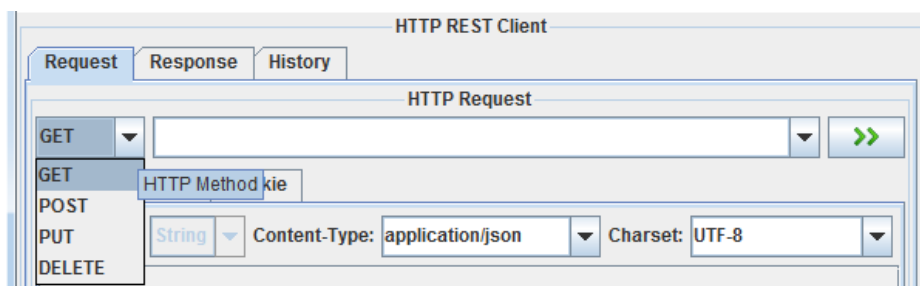 HTTP REST Client
Request Response History
HTTP Request
GET >>
GET
HTTP Method kie
POST
PUT String Content-Type: application/json Charset: UTF-8
DELETE